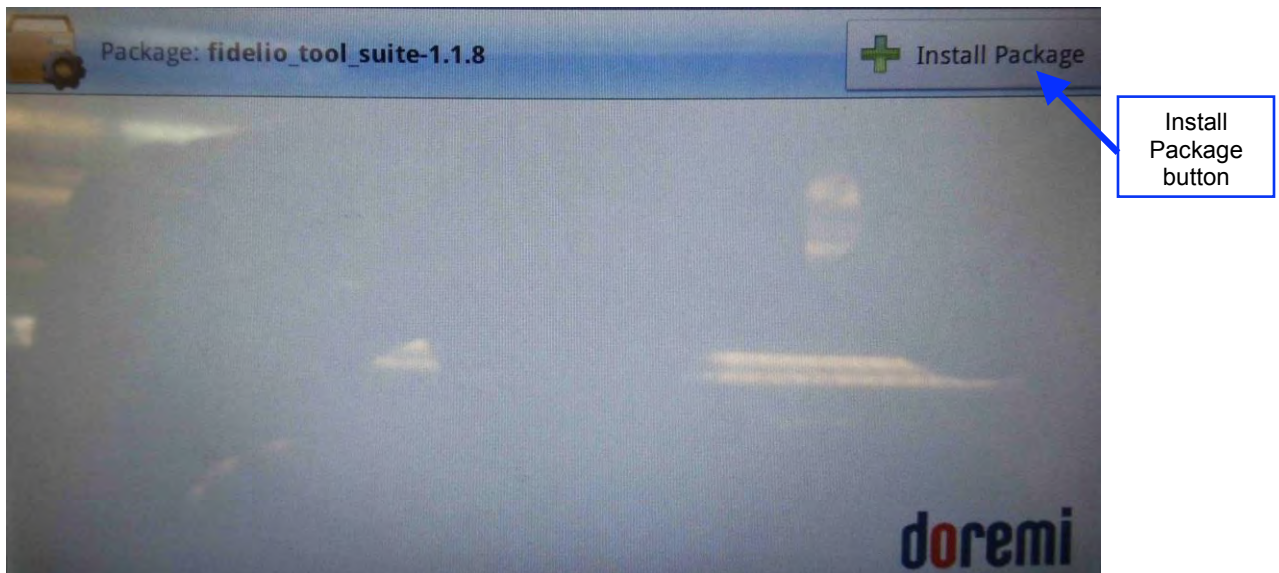 Package: fidelio_tool_suite-1.1.8
Install Package
Install
Package
button
doremi